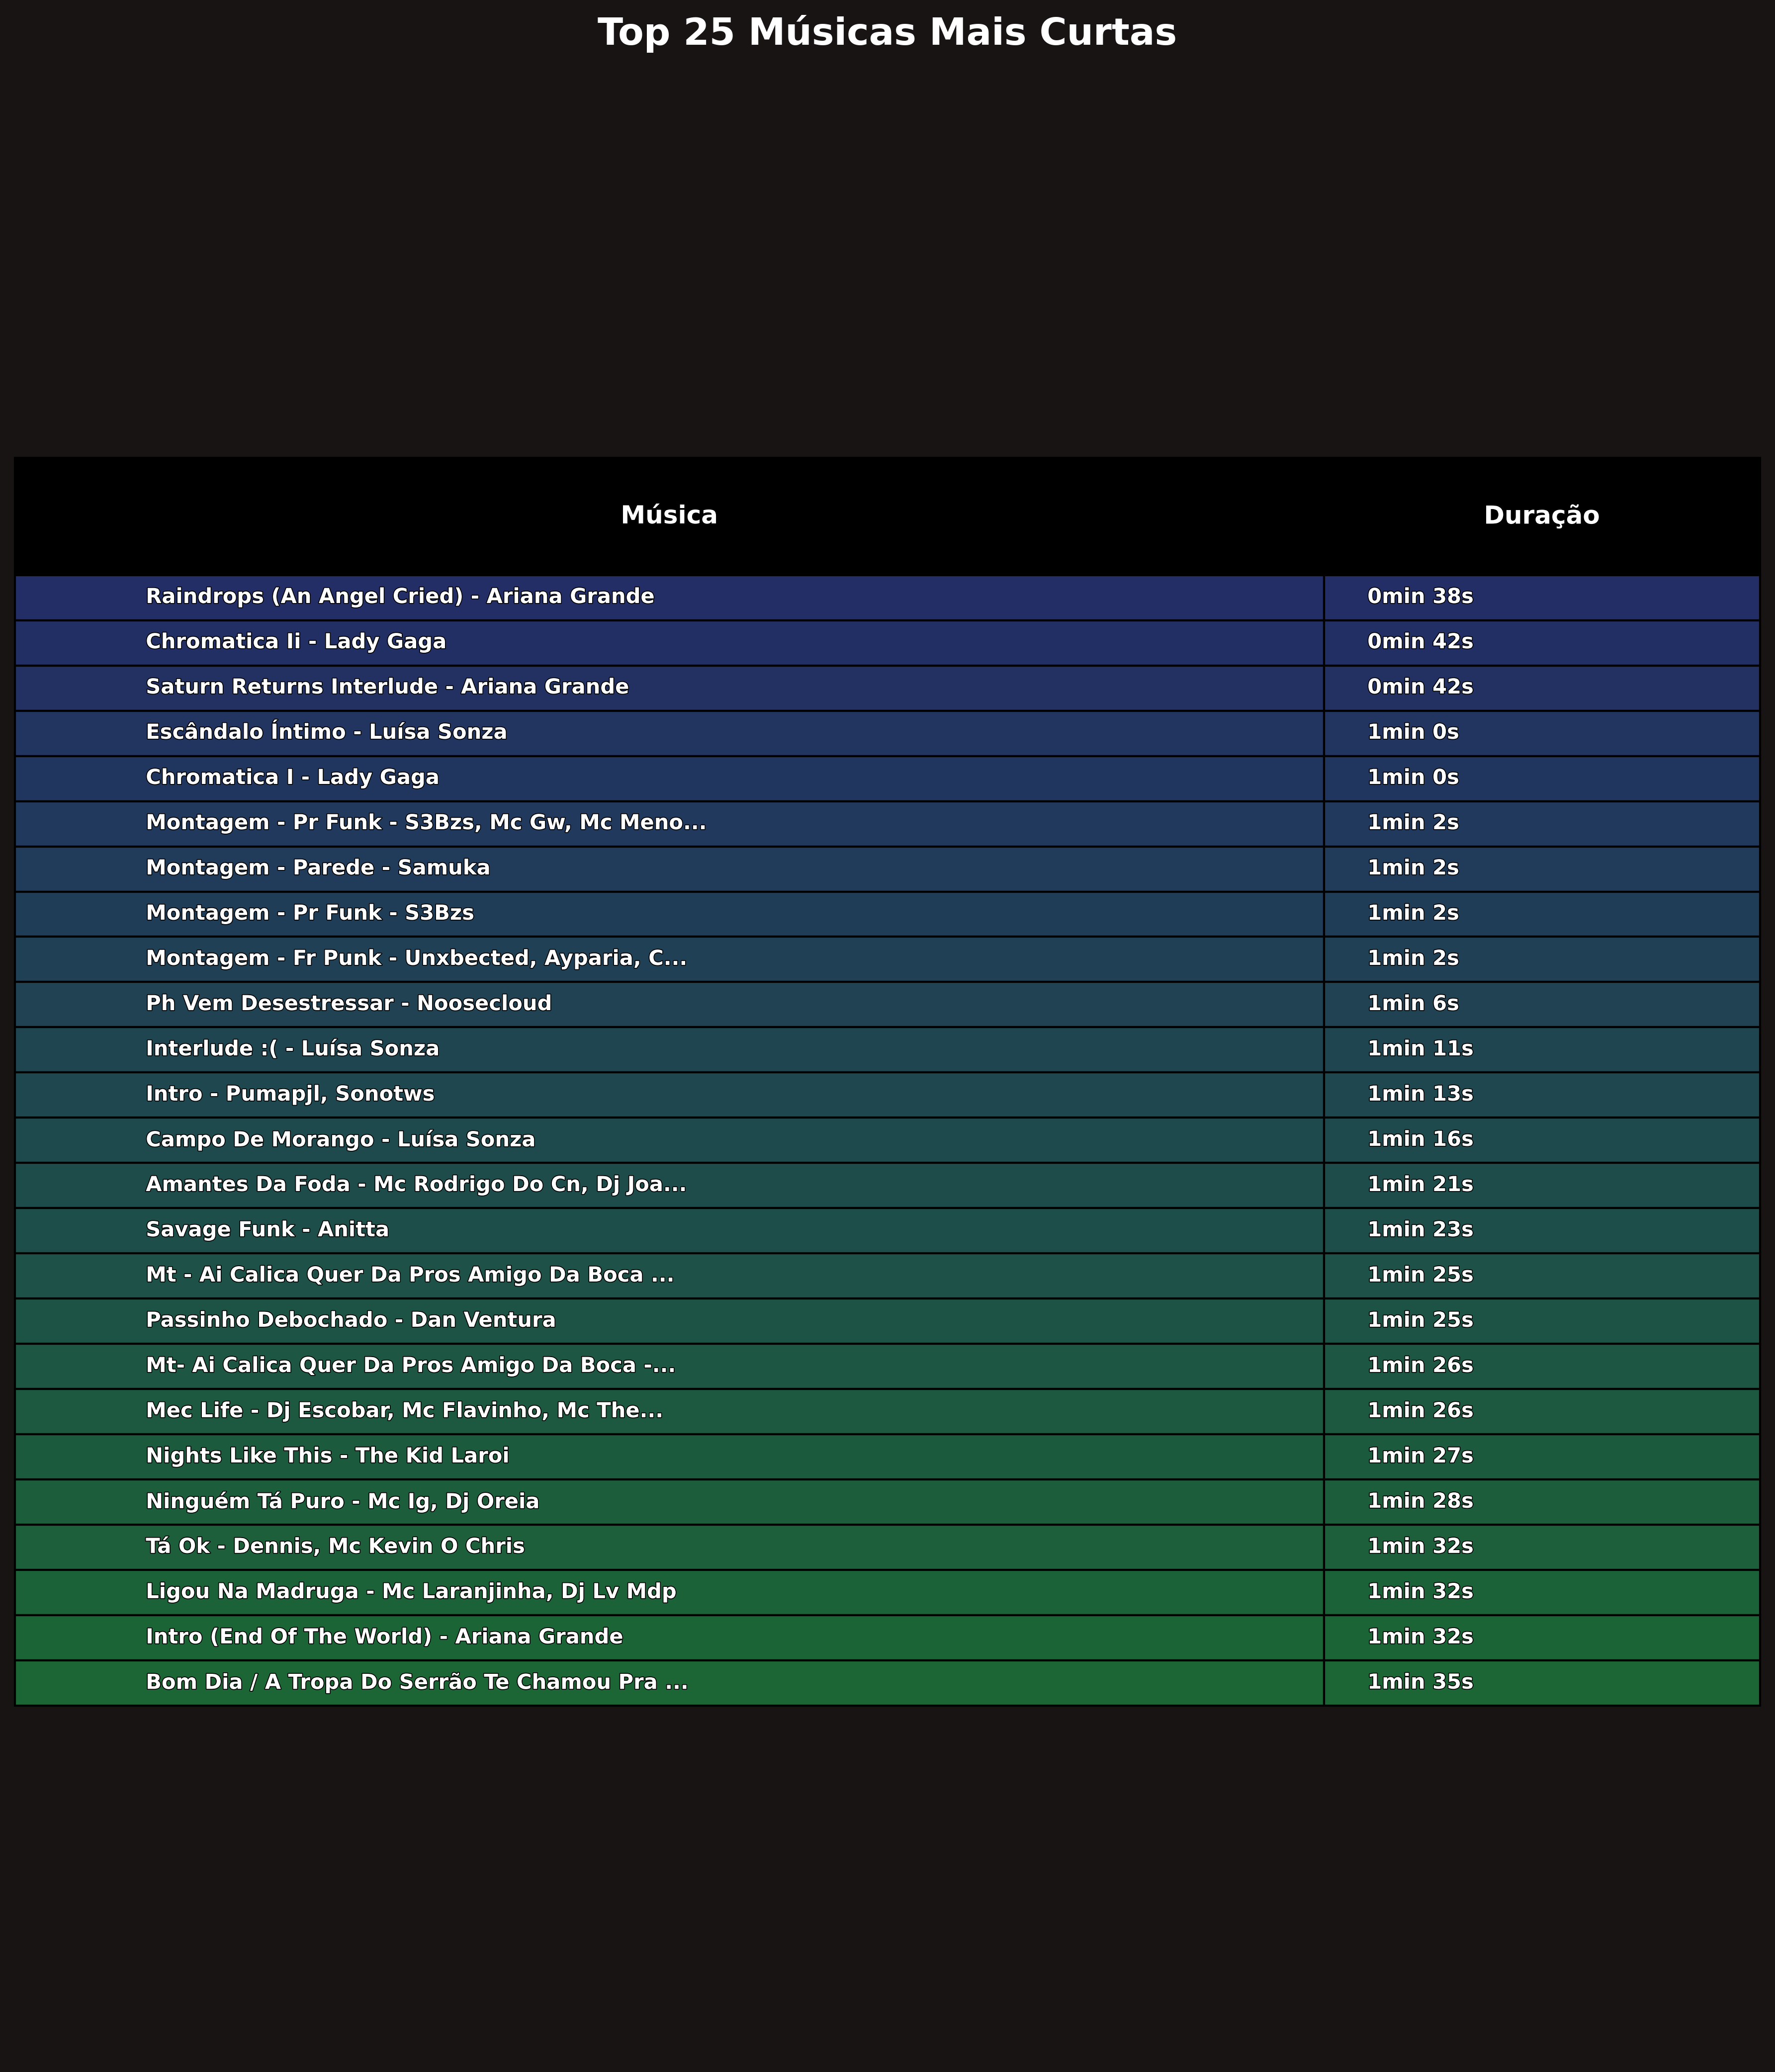 Top 25 Músicas Mais Curtas
Música Duração
Raindrops (An Angel Cried) - Ariana Grande 0min 38s
Chromatica Ii - Lady Gaga 0min 42s
Saturn Returns Interlude - Ariana Grande 0min 42s
Escândalo Íntimo - Luísa Sonza 1min 0s
Chromatica I - Lady Gaga 1min 0s
Montagem - Pr Funk - S3Bzs, Mc Gw, Mc Meno... 1min 2s
Montagem - Parede - Samuka 1min 2s
Montagem - Pr Funk - S3Bzs 1min 2s
Montagem - Fr Punk - Unxbected, Ayparia, C... 1min 2s
Ph Vem Desestressar - Noosecloud 1min 6s
Interlude :( - Luísa Sonza 1min 11s
Intro - Pumapjl, Sonotws 1min 13s
Campo De Morango - Luísa Sonza 1min 16s
Amantes Da Foda - Mc Rodrigo Do Cn, Dj Joa... 1min 21s
Savage Funk - Anitta 1min 23s
Mt - Ai Calica Quer Da Pros Amigo Da Boca ... 1min 25s
Passinho Debochado - Dan Ventura 1min 25s
Mt- Ai Calica Quer Da Pros Amigo Da Boca -... 1min 26s
Mec Life - Dj Escobar, Mc Flavinho, Mc The... 1min 26s
Nights Like This - The Kid Laroi 1min 27s
Ninguém Tá Puro - Mc Ig, Dj Oreia 1min 28s
Tá Ok - Dennis, Mc Kevin O Chris 1min 32s
Ligou Na Madruga - Mc Laranjinha, Dj Lv Mdp 1min 32s
Intro (End Of The World) - Ariana Grande 1min 32s
Bom Dia / A Tropa Do Serrão Te Chamou Pra ... 1min 35s